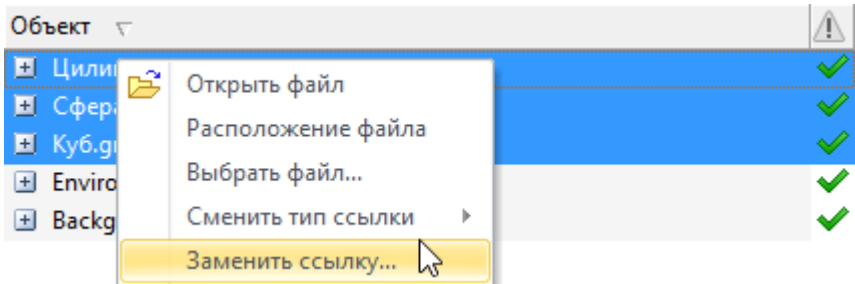 Объект
Цили
Открыть файл
Сфера
Расположение файла
Куб.g
Выбрать файл...
Enviro
Сменить тип ссылки
Backg
Заменить ссылку...